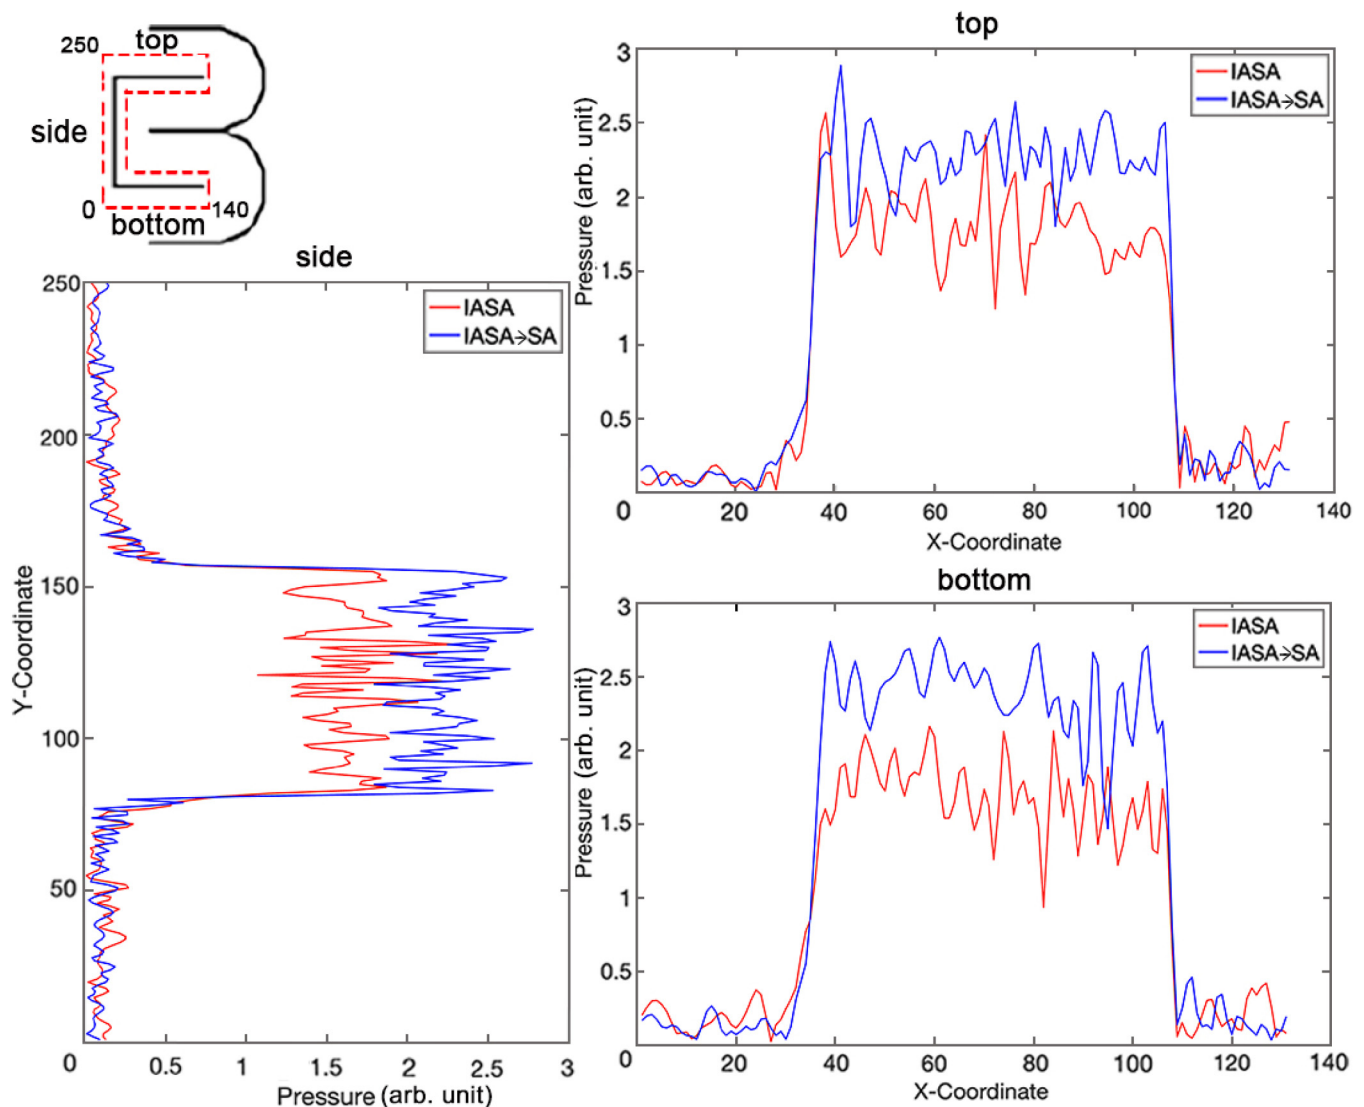 250
top
side
0
140
bottom
side
250
200
150
100
50
0
0.5
1
1.5
2
2.5
3
Y-Coordinate
Pressure (arb. unit)
IASA
IASA→SA
top
3
2.5
2
1.5
1
0.5
0
20
40
60
80
100
120
140
Pressure (arb. unit)
X-Coordinate
IASA
IASA→SA
bottom
3
2.5
2
1.5
1
0.5
0
20
40
60
80
100
120
140
Pressure (arb. unit)
X-Coordinate
IASA
IASA→SA